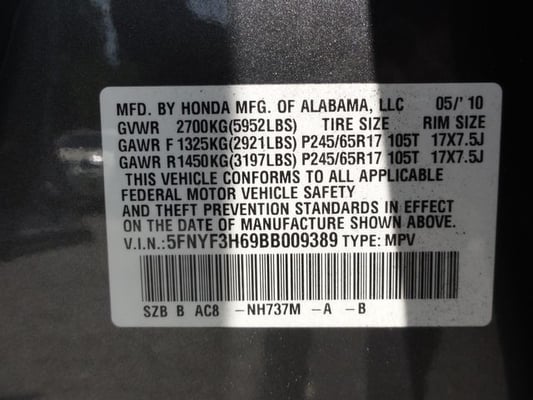 MFD. BY HONDA MFG. OF ALABAMA, LLC 05/'10
GVWR 2700KG(5952LBS) TIRE SIZE RIM SIZE
GAWR F 1325KG(2921LBS) P245/65R17 105T 17X7.5J
GAWR R1450KG(3197LBS) P245/65R17 105T 17X7.5J
THIS VEHICLE CONFORMS TO ALL APPLICABLE
FEDERAL MOTOR VEHICLE SAFETY
AND THEFT PREVENTION STANDARDS IN EFFECT
ON THE DATE OF MANUFACTURE SHOWN ABOVE.
V.I.N.:5FNYF3H69BB009389 TYPE: MPV
SZB B AC8 -NH737M -A -B